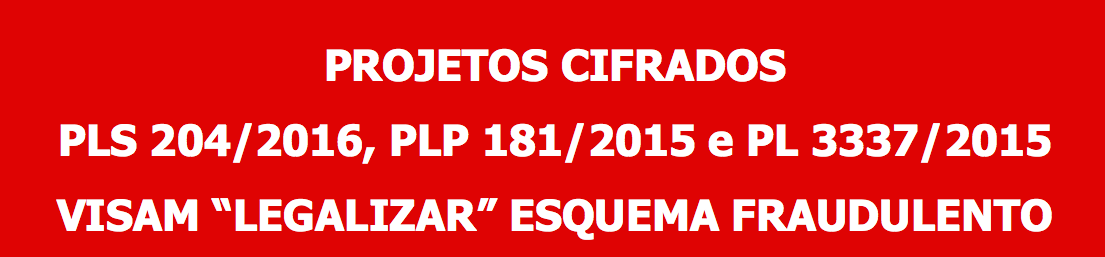 PROJETOS CIFRADOS
PLS 204/2016, PLP 181/2015 e PL 3337/2015
VISAM “LEGALIZAR” ESQUEMA FRAUDULENTO